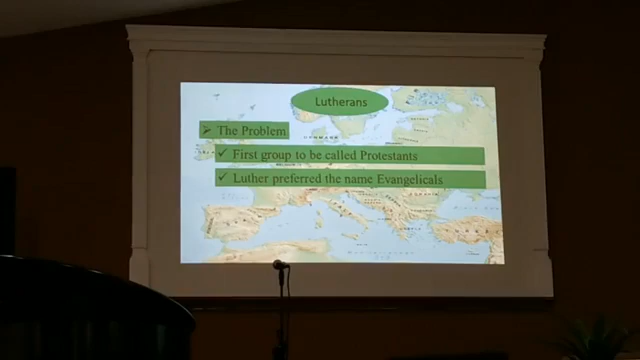 Lutherans
The Problem
First group to be called Protestants
Luther preferred the name Evangelicals